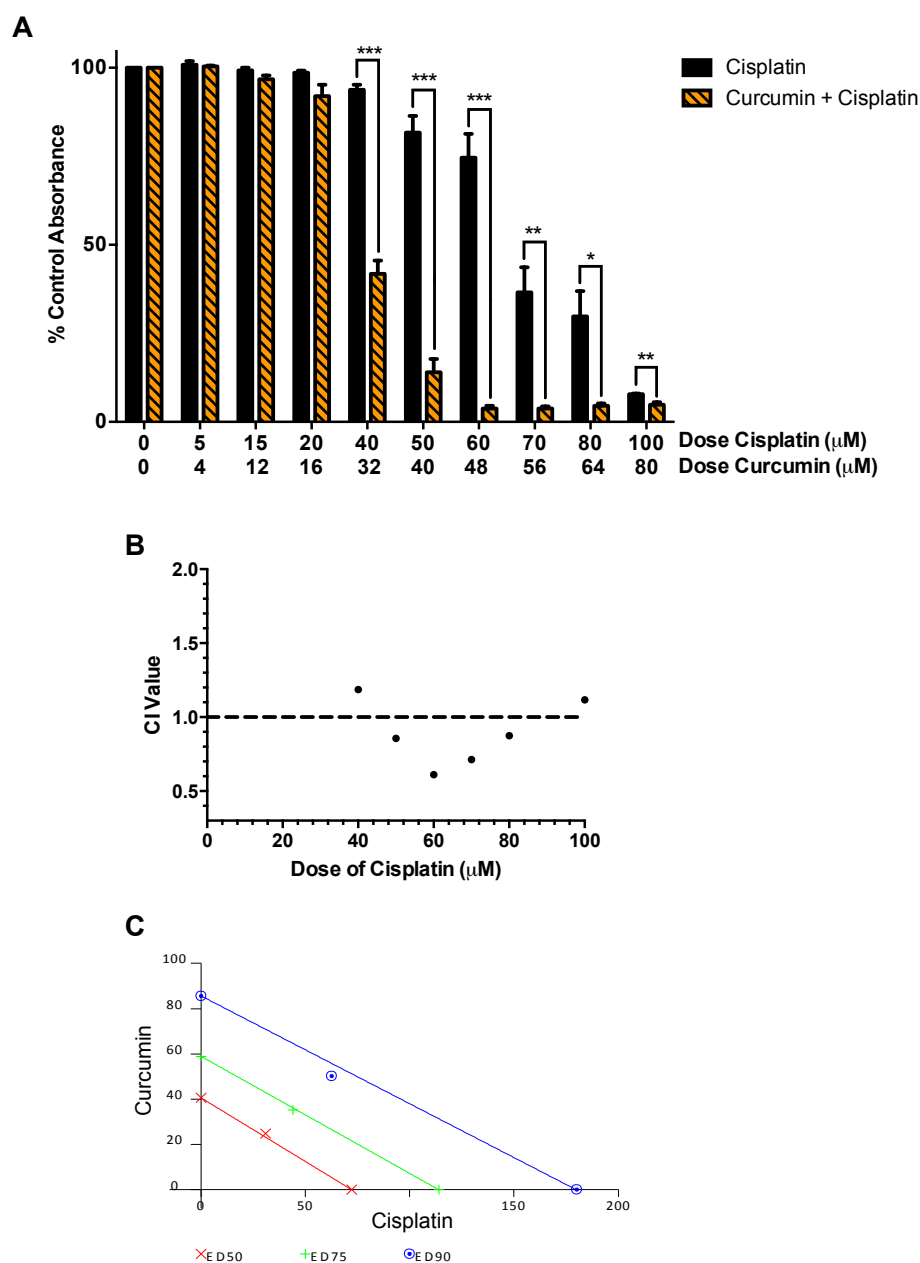 A
100
50
0
% Control Absorbance
Cisplatin
Curcumin + Cisplatin
*** *** *** ** * **
0 5 15 20 40 50 60 70 80 100 Dose Cisplatin (μM)
0 4 12 16 32 40 48 56 64 80 Dose Curcumin (μM)
B
2.0
1.5
1.0
0.5
CI Value
0 20 40 60 80 100
Dose of Cisplatin (μM)
C
100
80
60
40
20
0
Curcumin
0 50 150 200
Cisplatin
ED50 ED75 ED90